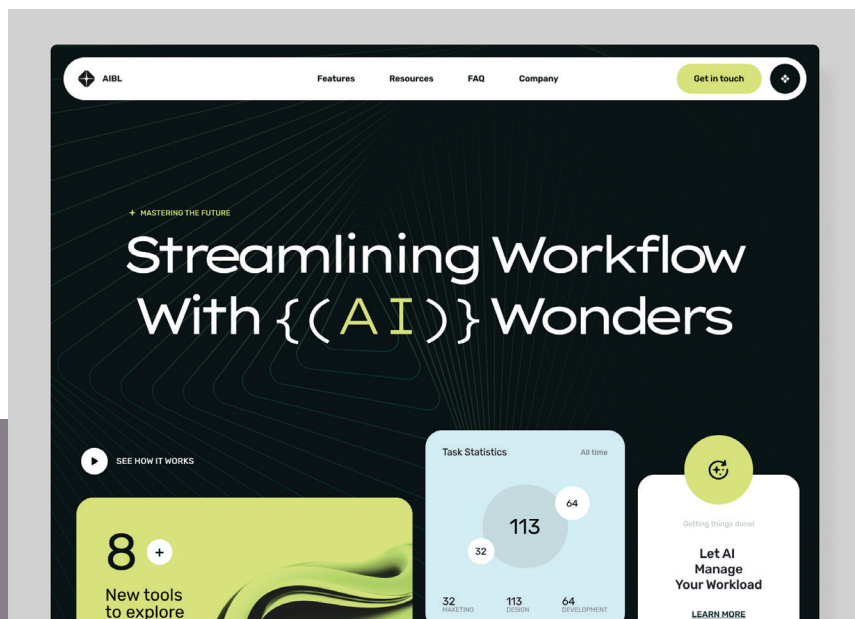 AIBL
Features Resources FAQ Company
Get in touch
MASTERING THE FUTURE
Streamlining Workflow
With {(AI)} Wonders
SEE HOW IT WORKS
8 +
New tools
to explore
Task Statistics All time
113
64
32
32 113 64
MAKETING DESIGN DEVELOPMENT
Getting things done!
Let AI
Manage
Your Workload
LEARN MORE